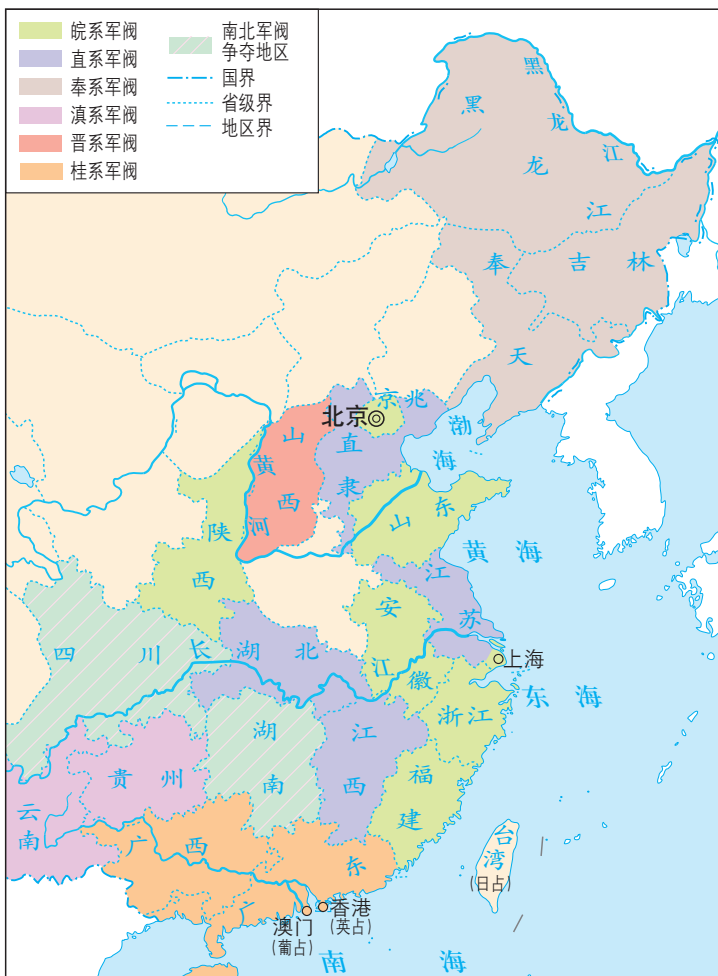 皖系军阀
直系军阀
奉系军阀
滇系军阀
晋系军阀
桂系军阀
南北军阀
争夺地区
国界
省级界
地区界
黑龙江
黑龙江
吉林
奉天
京兆
北京
直隶
山西
黄河
渤海
山东
陕西
黄海
江苏
安徽
上海
四川
长江
湖北
浙江
东海
湖南
江西
贵州
云南
福建
广西
广东
台湾
(日占)
香港
(英占)
澳门
(葡占)
南海